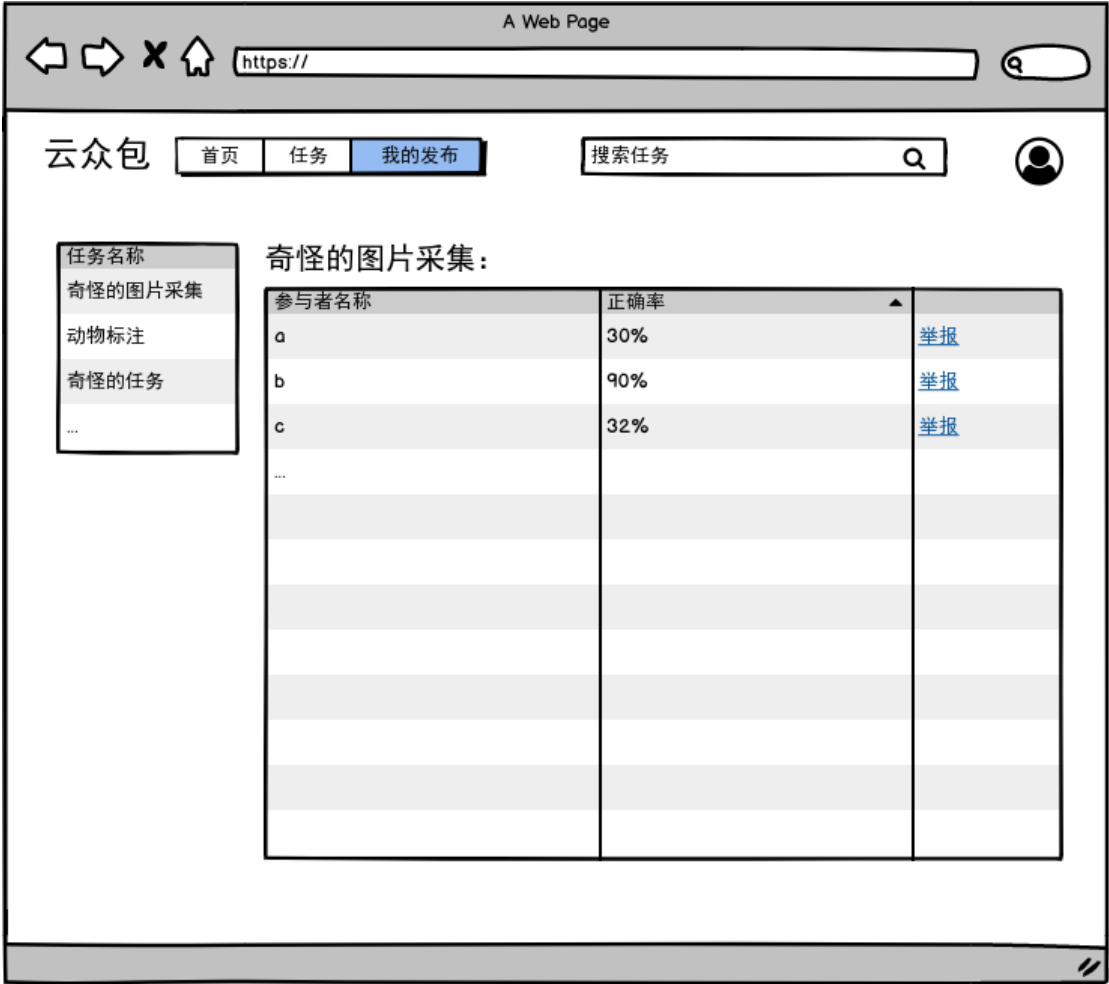 A Web Page
https://
云众包 首页 任务 我的发布 搜索任务
任务名称
奇怪的图片采集
动物标注
奇怪的任务
...
奇怪的图片采集：
参与者名称 正确率
a 30% 举报
b 90% 举报
c 32% 举报
...